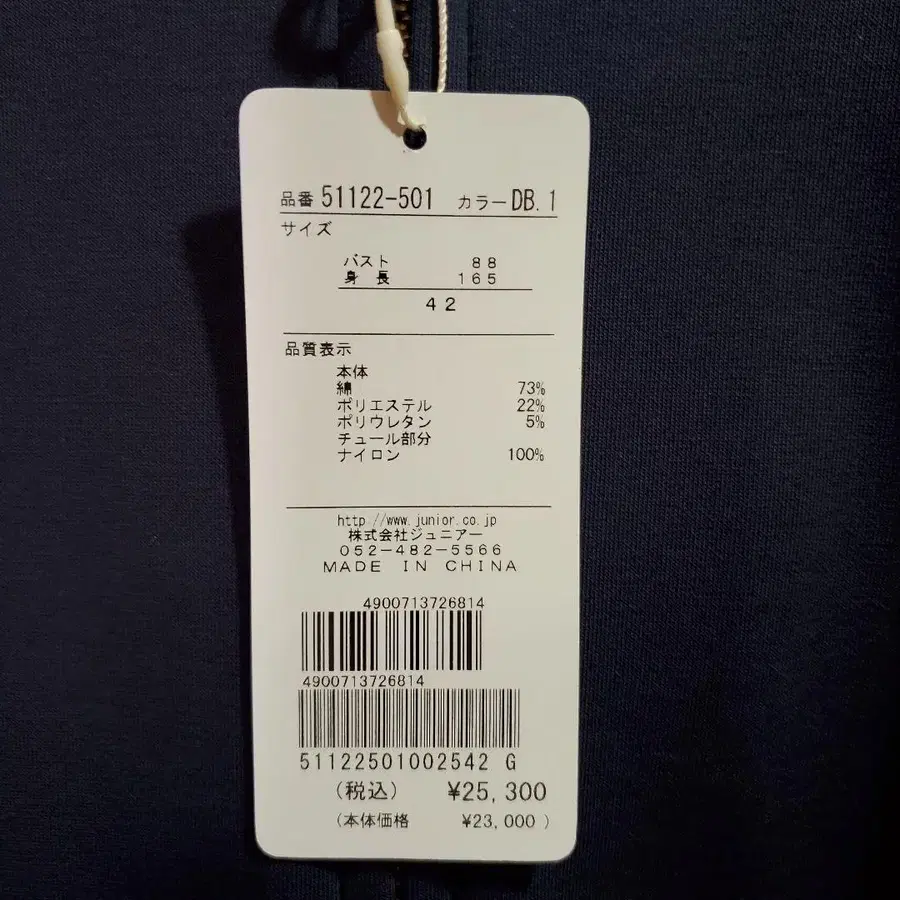 品番 51122-501 カラー DB.1
サイズ
バスト 88
身長 165
42
品質表示
本体
綿 73%
ポリエステル 22%
ポリウレタン 5%
チュール部分
ナイロン 100%
http //www.junior.co.jp
株式会社ジュニアー
052-482-5566
MADE IN CHINA
4900713726814
4900713726814
51122501002542 G
(税込) ¥25,300
(本体価格 ¥23,000 )